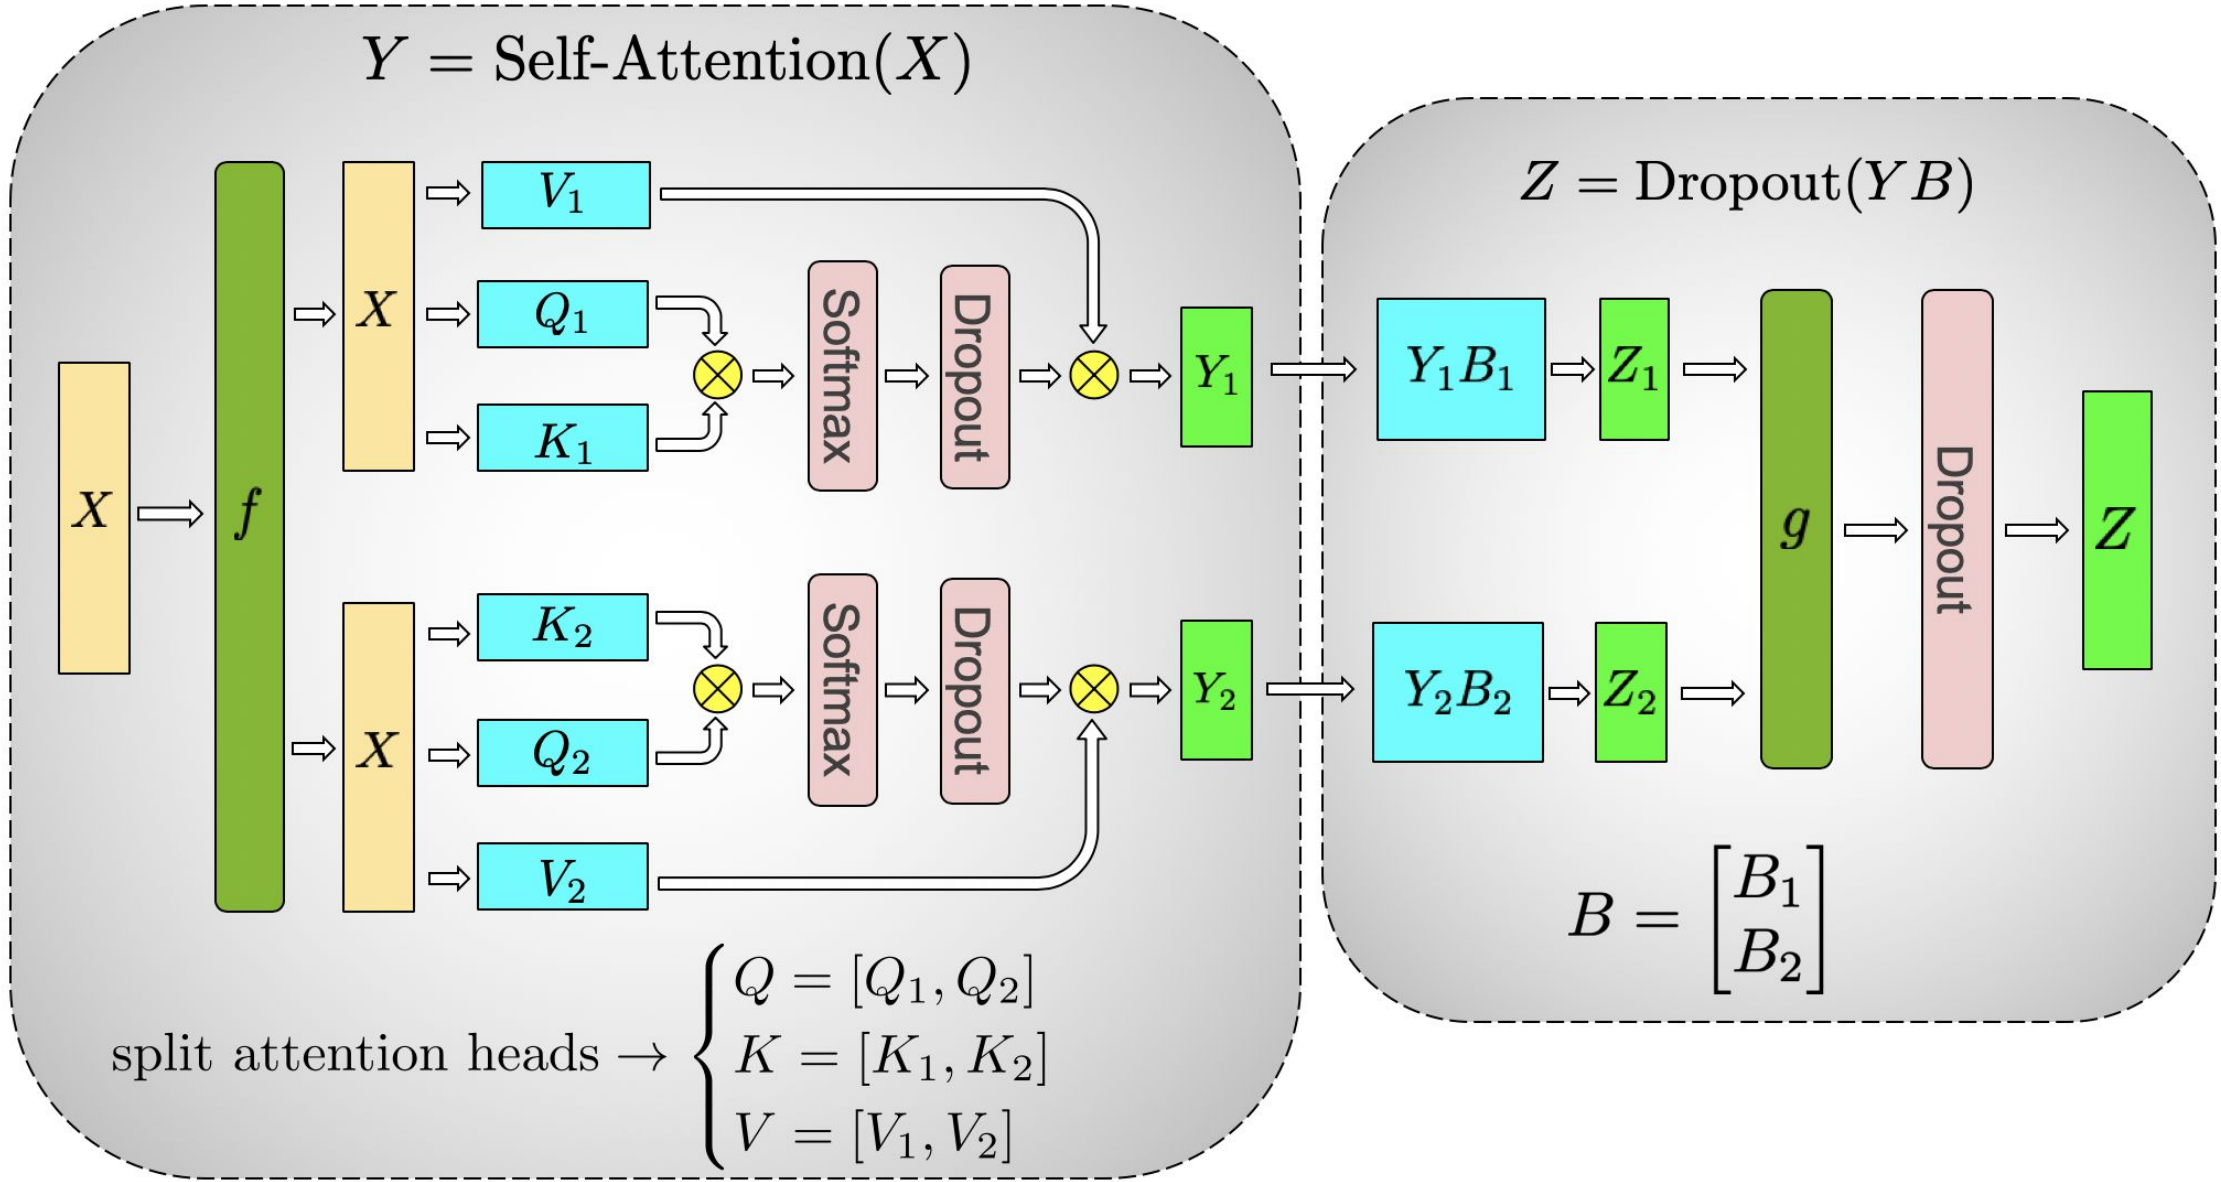 Y = Self-Attention(X)
X
f
X
V₁
Q₁
K₁
Softmax
Dropout
Y₁
X
K₂
Q₂
V₂
Softmax
Dropout
Y₂
split attention heads → { Q = [Q₁, Q₂]
K = [K₁, K₂]
V = [V₁, V₂]
Z = Dropout(YB)
Y₁B₁
Z₁
Y₂B₂
Z₂
g
Dropout
Z
B = [B₁
B₂]